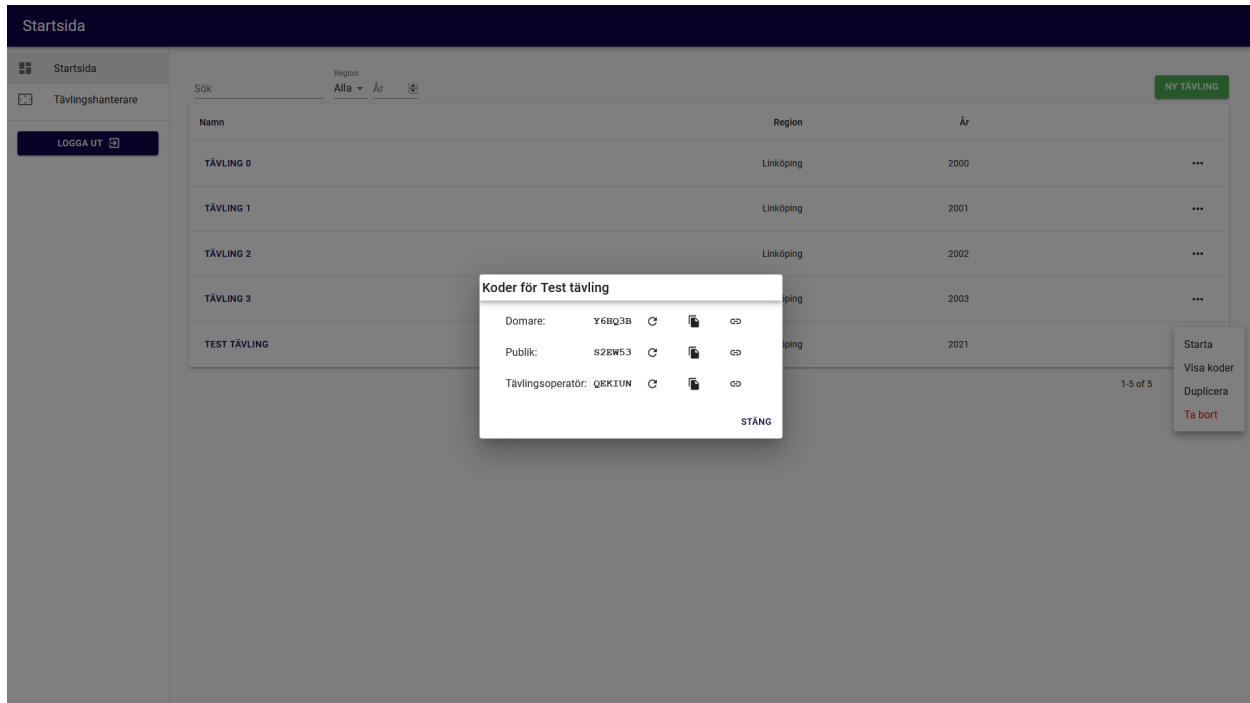 Startsida
Startsida
Tävlingshanterare
LOGGA UT
Sök
Region
Alla
År
NY TÄVLING
Namn Region År
TÄVLING 0 Linköping 2000 •••
TÄVLING 1 Linköping 2001 •••
TÄVLING 2 Linköping 2002 •••
TÄVLING 3 öping 2003 •••
TEST TÄVLING öping 2021
1-5 of 5
Koder för Test tävling
Domare: Y6HQ3B
Publik: S2EW53
Tävlingsoperatör: QEKIUN
STÄNG
Starta
Visa koder
Duplicera
Ta bort